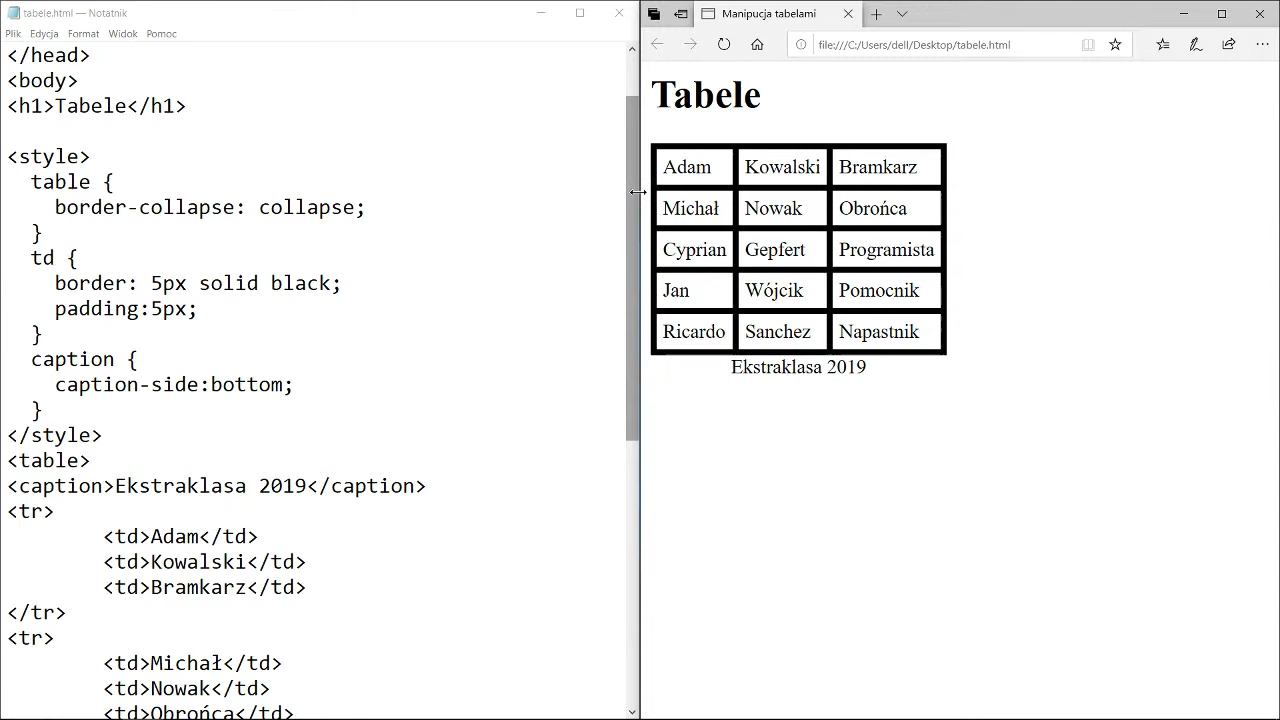 tabele.html — Notatnik
Plik Edycja Format Widok Pomoc
</head>
<body>
<h1>Tabele</h1>
<style>
table {
border-collapse: collapse;
}
td {
border: 5px solid black;
padding:5px;
}
caption {
caption-side:bottom;
}
</style>
<table>
<caption>Ekstraklasa 2019</caption>
<tr>
<td>Adam</td>
<td>Kowalski</td>
<td>Bramkarz</td>
</tr>
<tr>
<td>Michał</td>
<td>Nowak</td>
<td>Obrońca</td>
Manipucja tabelami
file:///C:/Users/dell/Desktop/tabele.html
Tabele
Adam Kowalski Bramkarz
Michał Nowak Obrońca
Cyprian Gepfert Programista
Jan Wójcik Pomocnik
Ricardo Sanchez Napastnik
Ekstraklasa 2019